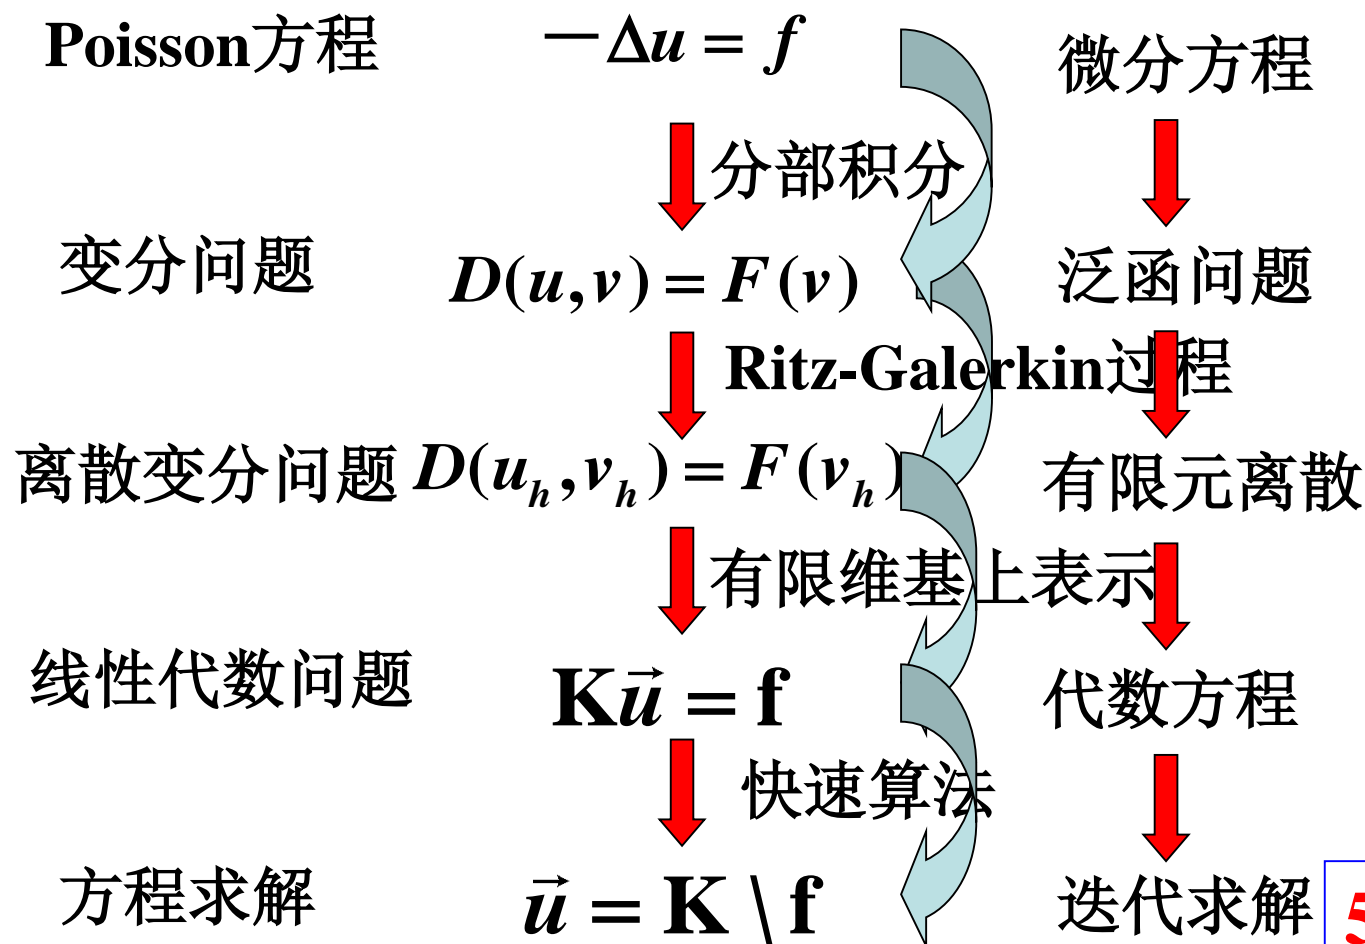 Poisson方程 －Δu = f 微分方程
分部积分
变分问题 D(u,v) = F(v) 泛函问题
Ritz-Galerkin过程
离散变分问题 D(u_h,v_h) = F(v_h) 有限元离散
有限维基上表示
线性代数问题 Ku⃗ = f 代数方程
快速算法
方程求解 u⃗ = K \ f 迭代求解